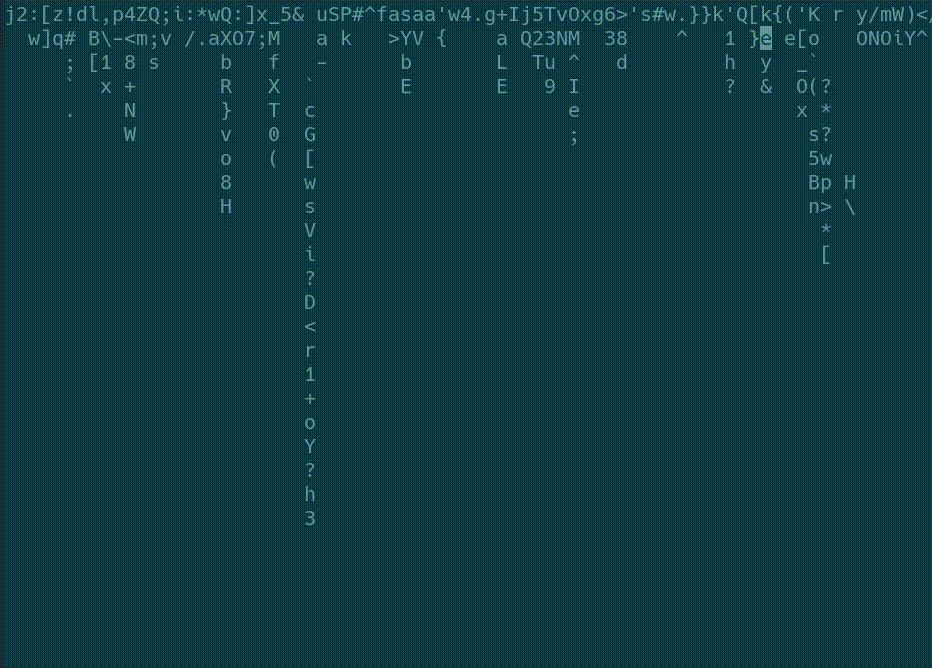 j2:[z!dl,p4ZQ;i:*wQ:]x_5& uSP#^fasaa'w4.g+Ij5TvOxg6>'s#w.}}k'Q[k{('K r y/mW)</
w]q# B\-<m;v /.aXO7;M   a k   >YV {    a Q23NM  38    ^   1 }e e[o   ONOiY^
; [1 8 s     b   f   -      b       L  Tu ^   d        h  y  _`
`  x +       R   X  `       E       E   9 I            ?  &  O(?
.    N       }   T  c                     e                  x *
W       v   0  G                     ;                   s?
o   (  [                                         5w
8      w                                         Bp H
H      s                                         n> \
V                                          *
i                                          [
?
D
<
r
1
+
o
Y
?
h
3